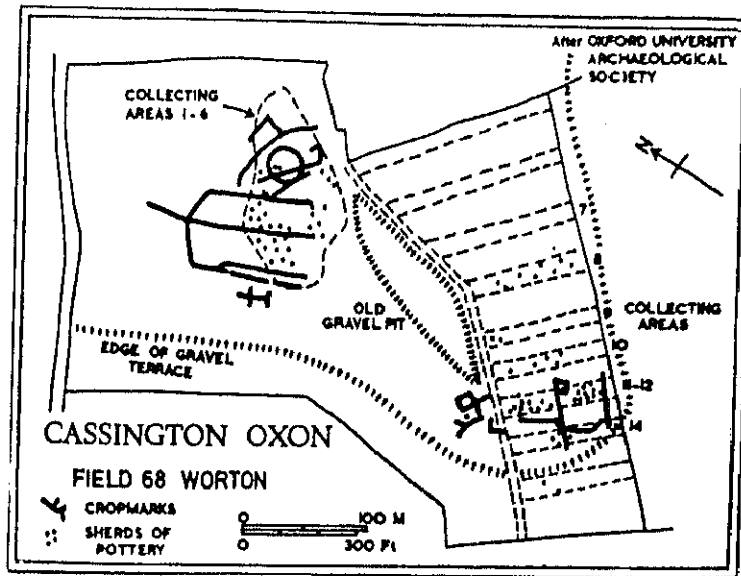 After OXFORD UNIVERSITY
ARCHAEOLOGICAL
SOCIETY
COLLECTING
AREAS 1-6
N
7
8
9
COLLECTING
AREAS
10
OLD
GRAVEL PIT
EDGE OF GRAVEL
TERRACE
11-12
14
CASSINGTON OXON
FIELD 68 WORTON
CROPMARKS
SHERDS OF
POTTERY
0 100 M
0 300 Ft